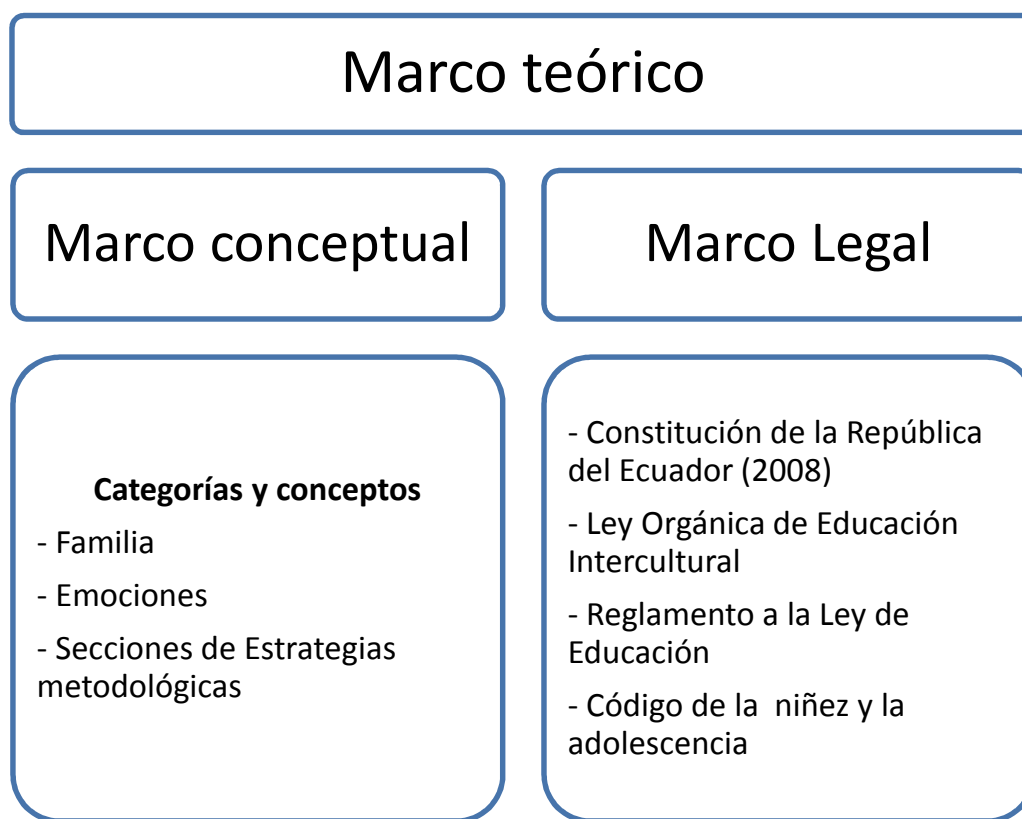 Marco teórico
Marco conceptual
Marco Legal
Categorías y conceptos
- Familia
- Emociones
- Secciones de Estrategias
metodológicas
- Constitución de la República
del Ecuador (2008)
- Ley Orgánica de Educación
Intercultural
- Reglamento a la Ley de
Educación
- Código de la  niñez y la
adolescencia